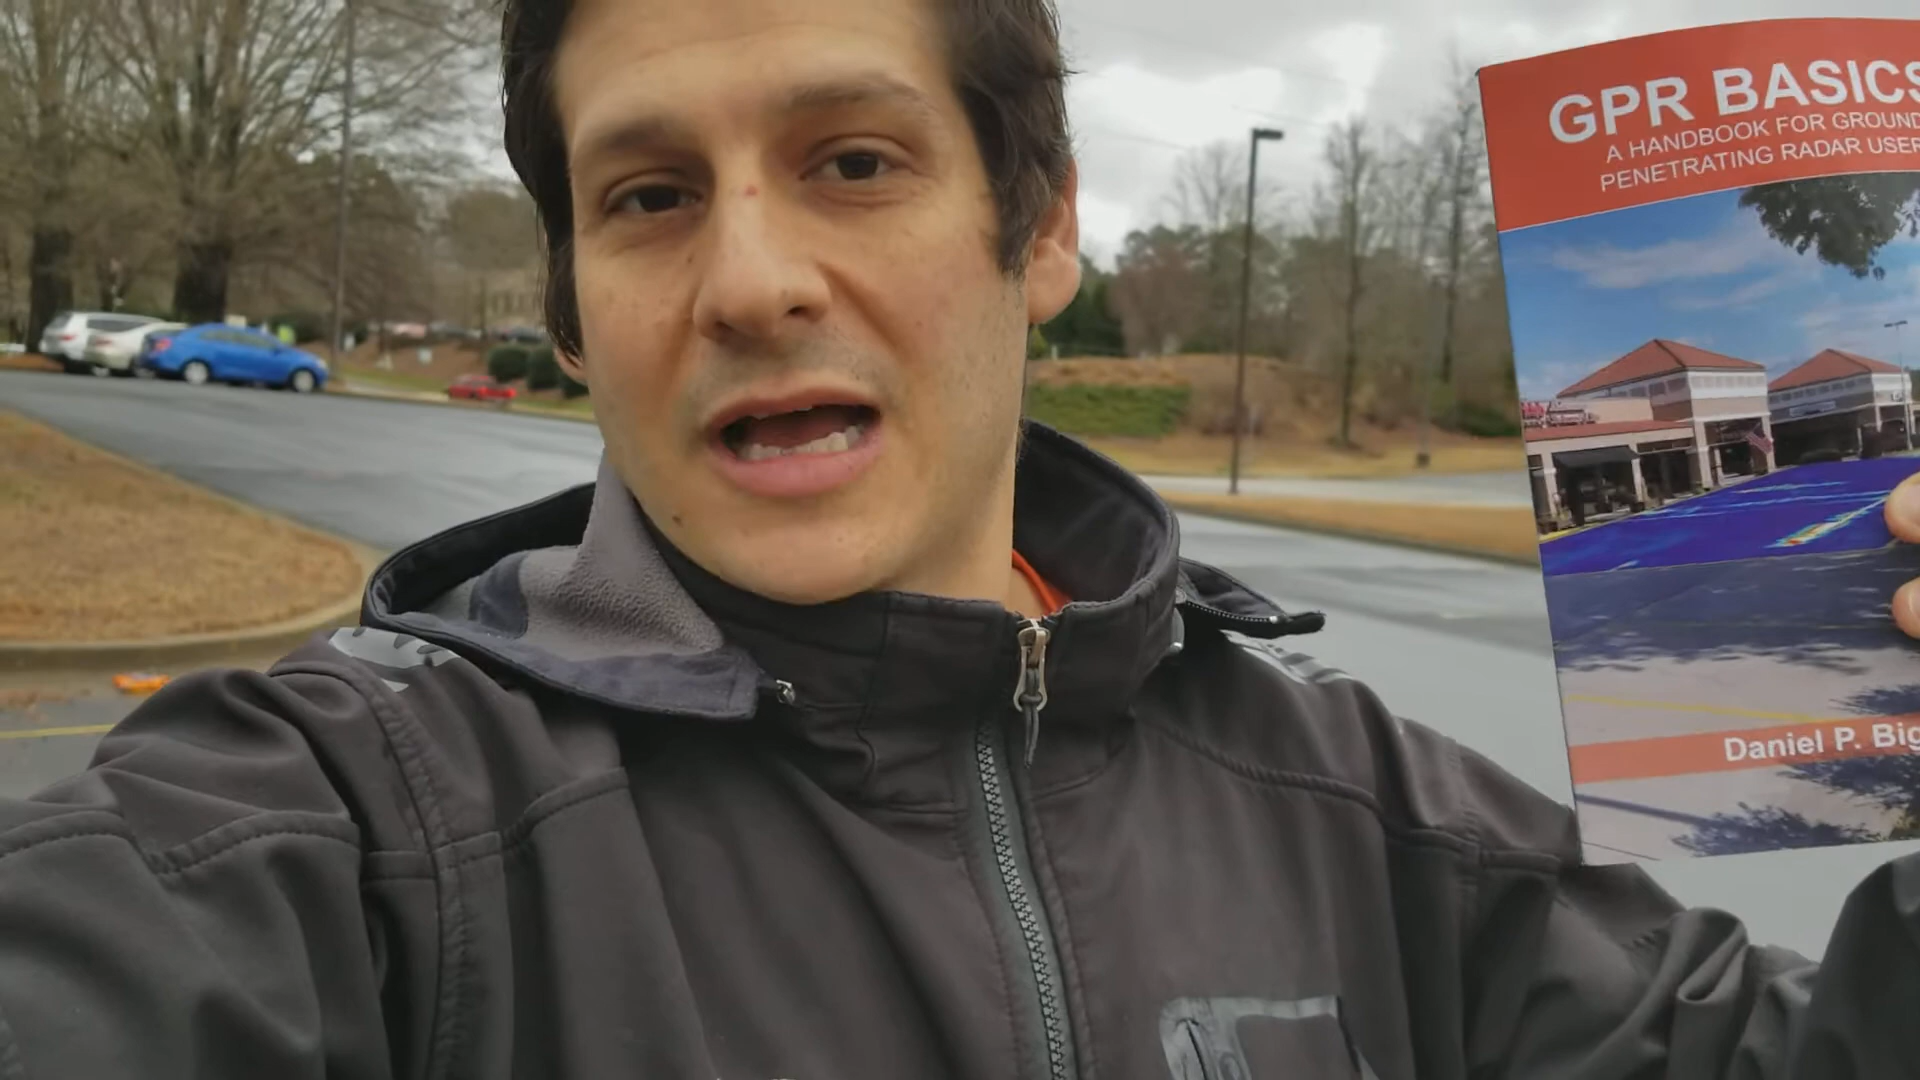 GPR BASICS
A HANDBOOK FOR GROUND
PENETRATING RADAR USER
Daniel P. Big